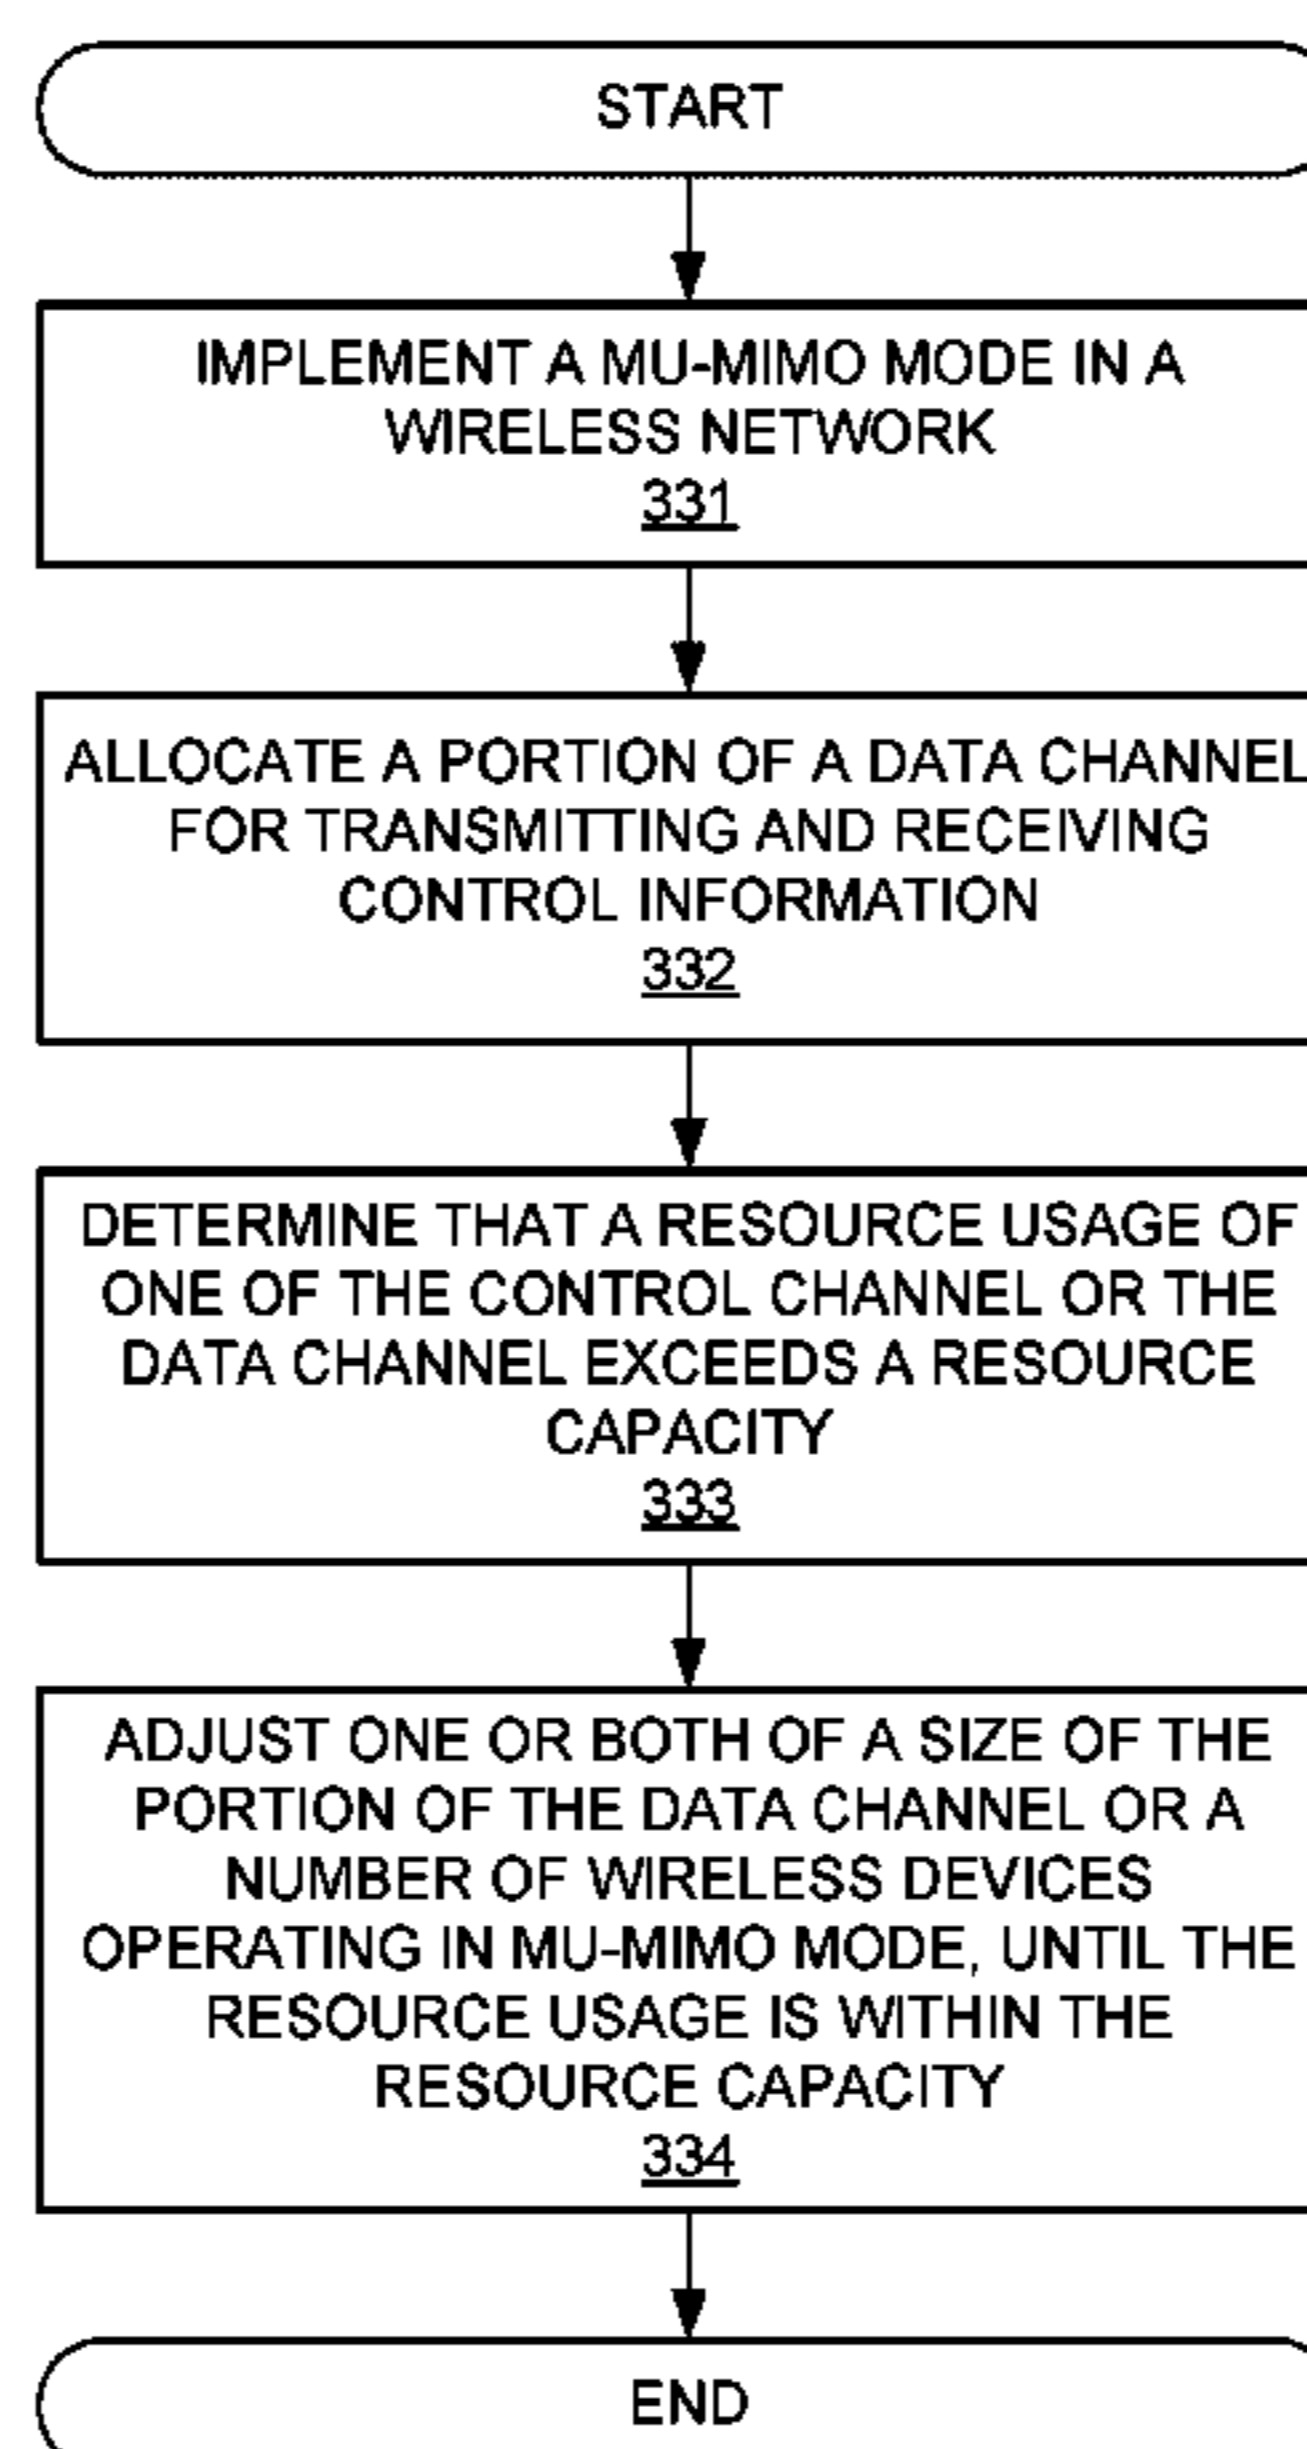 START
IMPLEMENT A MU-MIMO MODE IN A
WIRELESS NETWORK
331
ALLOCATE A PORTION OF A DATA CHANNEL
FOR TRANSMITTING AND RECEIVING
CONTROL INFORMATION
332
DETERMINE THAT A RESOURCE USAGE OF
ONE OF THE CONTROL CHANNEL OR THE
DATA CHANNEL EXCEEDS A RESOURCE
CAPACITY
333
ADJUST ONE OR BOTH OF A SIZE OF THE
PORTION OF THE DATA CHANNEL OR A
NUMBER OF WIRELESS DEVICES
OPERATING IN MU-MIMO MODE, UNTIL THE
RESOURCE USAGE IS WITHIN THE
RESOURCE CAPACITY
334
END